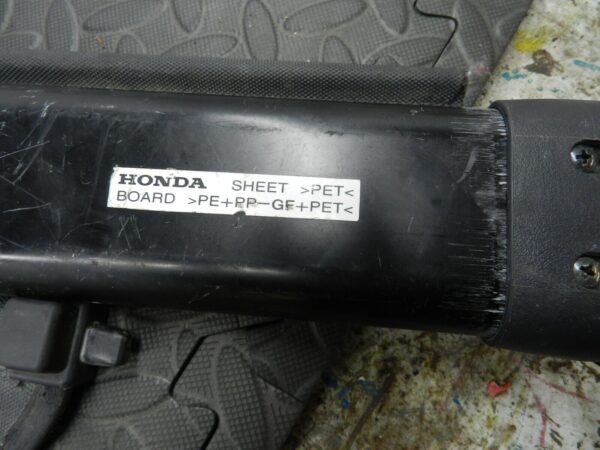 HONDA SHEET >PET<
BOARD >PE+PP-GF+PET<